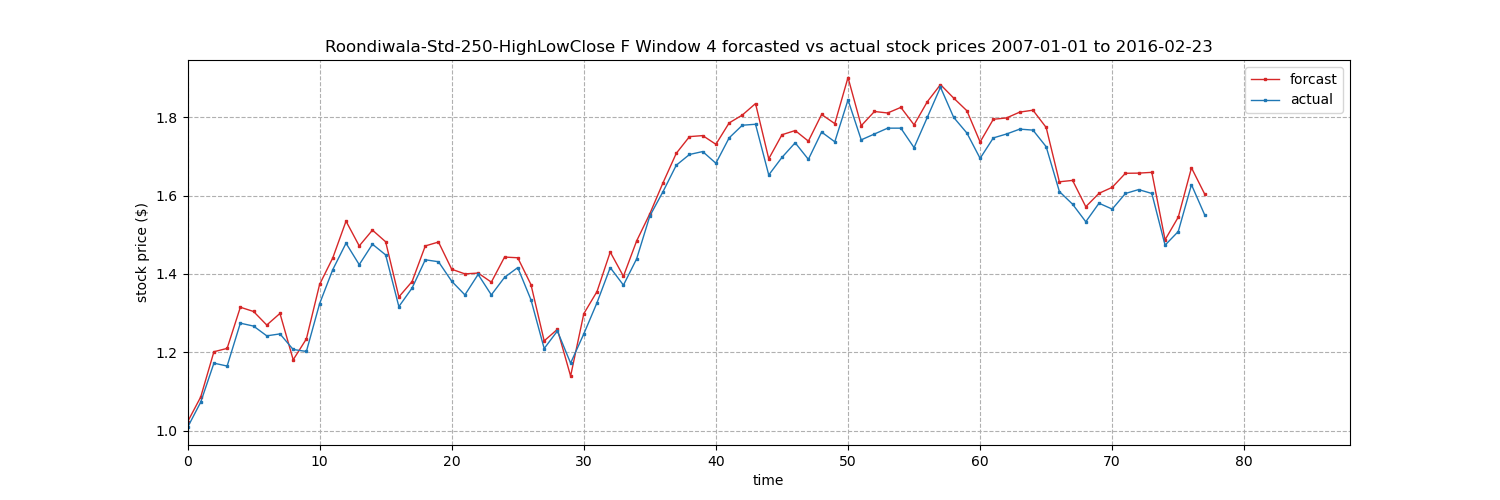 Roondiwala-Std-250-HighLowClose F Window 4 forcasted vs actual stock prices 2007-01-01 to 2016-02-23
forcast
actual
stock price ($)
1.8
1.6
1.4
1.2
1.0
0 10 20 30 40 50 60 70 80
time